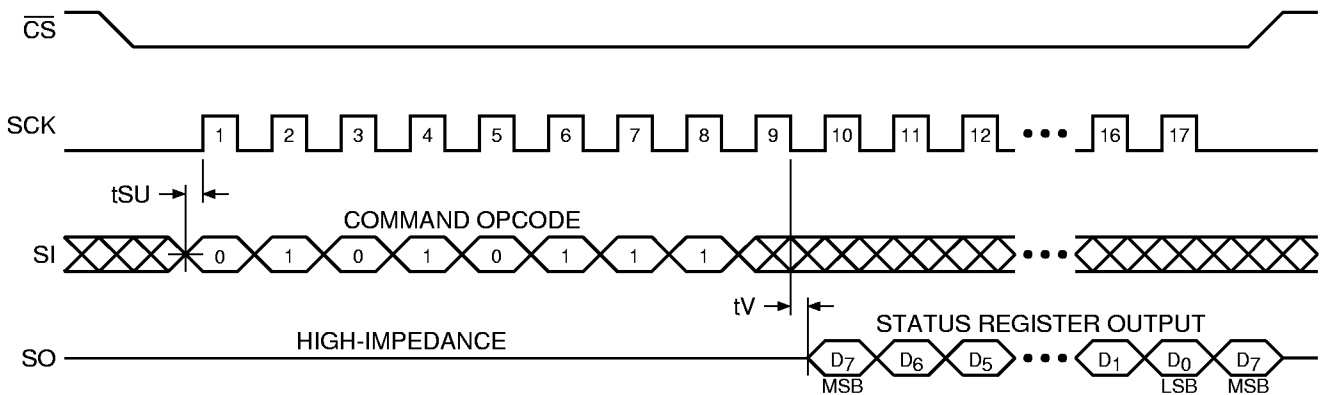 CS
SCK 1 2 3 4 5 6 7 8 9 10 11 12 16 17
tSU
COMMAND OPCODE
SI 0 1 0 1 0 1 1 1
tV
STATUS REGISTER OUTPUT
HIGH-IMPEDANCE
SO D7 D6 D5 D1 D0 D7
MSB LSB MSB